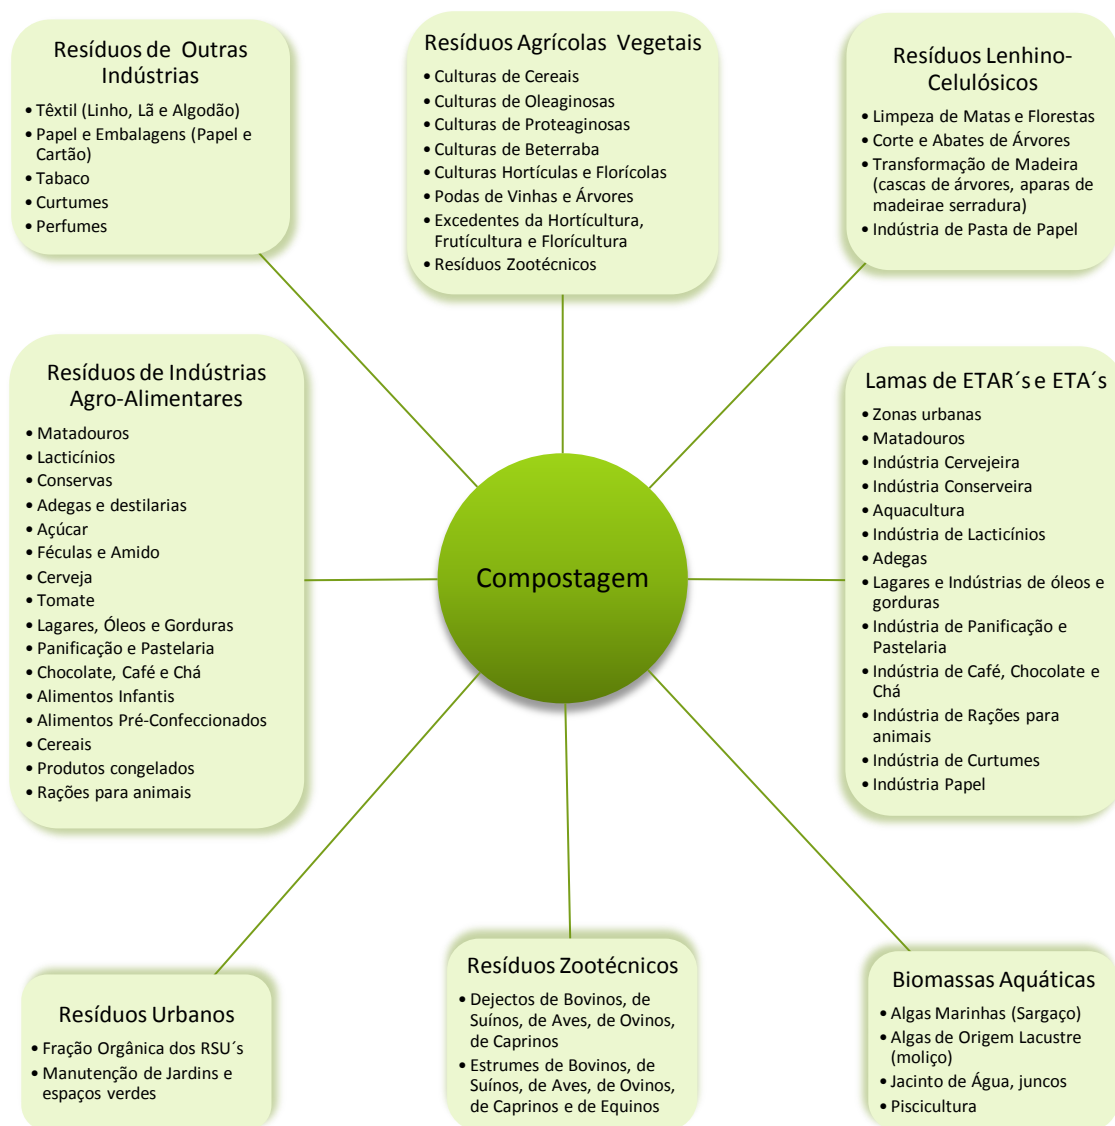 Resíduos de Outras
Indústrias
• Têxtil (Linho, Lã e Algodão)
• Papel e Embalagens (Papel e
Cartão)
• Tabaco
• Curtumes
• Perfumes
Resíduos Agrícolas Vegetais
• Culturas de Cereais
• Culturas de Oleaginosas
• Culturas de Proteaginosas
• Culturas de Beterraba
• Culturas Hortículas e Florícolas
• Podas de Vinhas e Árvores
• Excedentes da Hortícultura,
Frutícultura e Florícultura
• Resíduos Zootécnicos
Resíduos Lenhino-
Celulósicos
• Limpeza de Matas e Florestas
• Corte e Abates de Árvores
• Transformação de Madeira
(cascas de árvores, aparas de
madeirae serradura)
• Indústria de Pasta de Papel
Resíduos de Indústrias
Agro-Alimentares
• Matadouros
• Lacticínios
• Conservas
• Adegas e destilarias
• Açúcar
• Féculas e Amido
• Cerveja
• Tomate
• Lagares, Óleos e Gorduras
• Panificação e Pastelaria
• Chocolate, Café e Chá
• Alimentos Infantis
• Alimentos Pré-Confeccionados
• Cereais
• Produtos congelados
• Rações para animais
Compostagem
Lamas de ETAR´s e ETA´s
• Zonas urbanas
• Matadouros
• Indústria Cervejeira
• Indústria Conserveira
• Aquacultura
• Indústria de Lacticínios
• Adegas
• Lagares e Indústrias de óleos e
gorduras
• Indústria de Panificação e
Pastelaria
• Indústria de Café, Chocolate e
Chá
• Indústria de Rações para
animais
• Indústria de Curtumes
• Indústria Papel
Resíduos Urbanos
• Fração Orgânica dos RSU´s
• Manutenção de Jardins e
espaços verdes
Resíduos Zootécnicos
• Dejectos de Bovinos, de
Suínos, de Aves, de Ovinos,
de Caprinos
• Estrumes de Bovinos, de
Suínos, de Aves, de Ovinos,
de Caprinos e de Equinos
Biomassas Aquáticas
• Algas Marinhas (Sargaço)
• Algas de Origem Lacustre
(moliço)
• Jacinto de Água, juncos
• Piscicultura